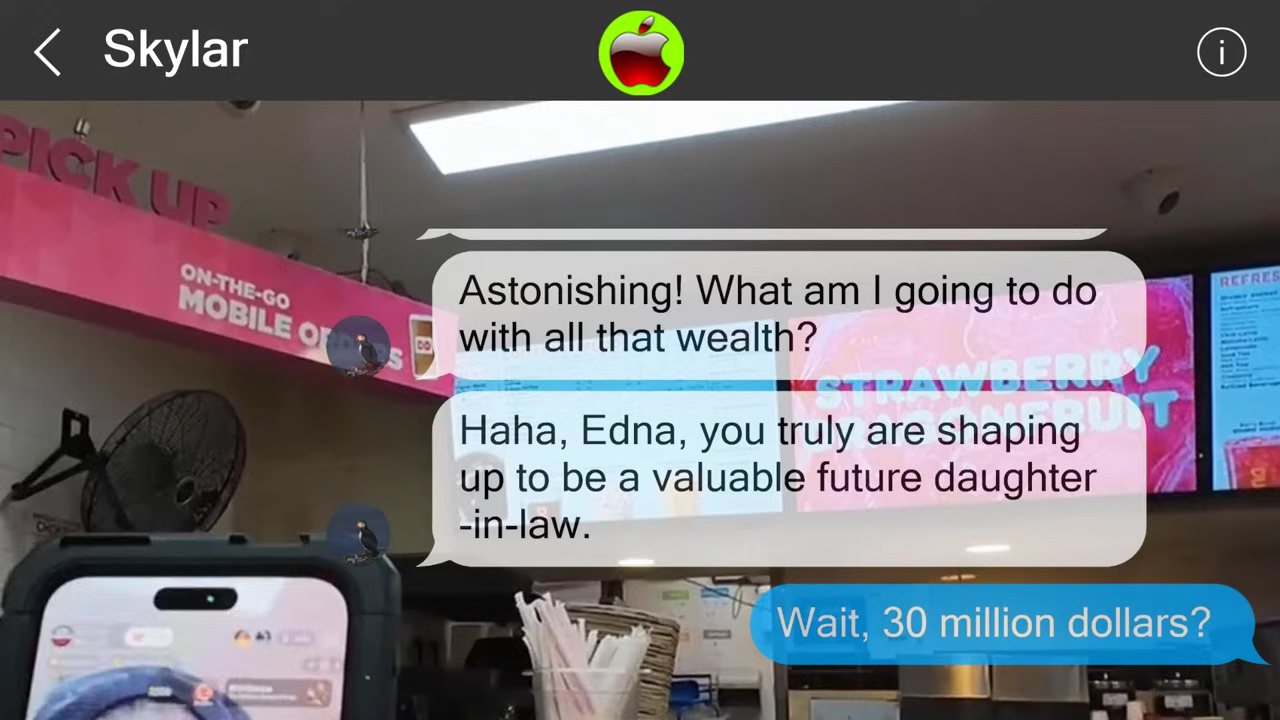 Skylar
i
PICK UP
ON-THE-GO
MOBILE
Astonishing! What am I going to do
with all that wealth?
STRAWBERRY
REFRES
Haha, Edna, you truly are shaping
up to be a valuable future daughter
-in-law.
Wait, 30 million dollars?